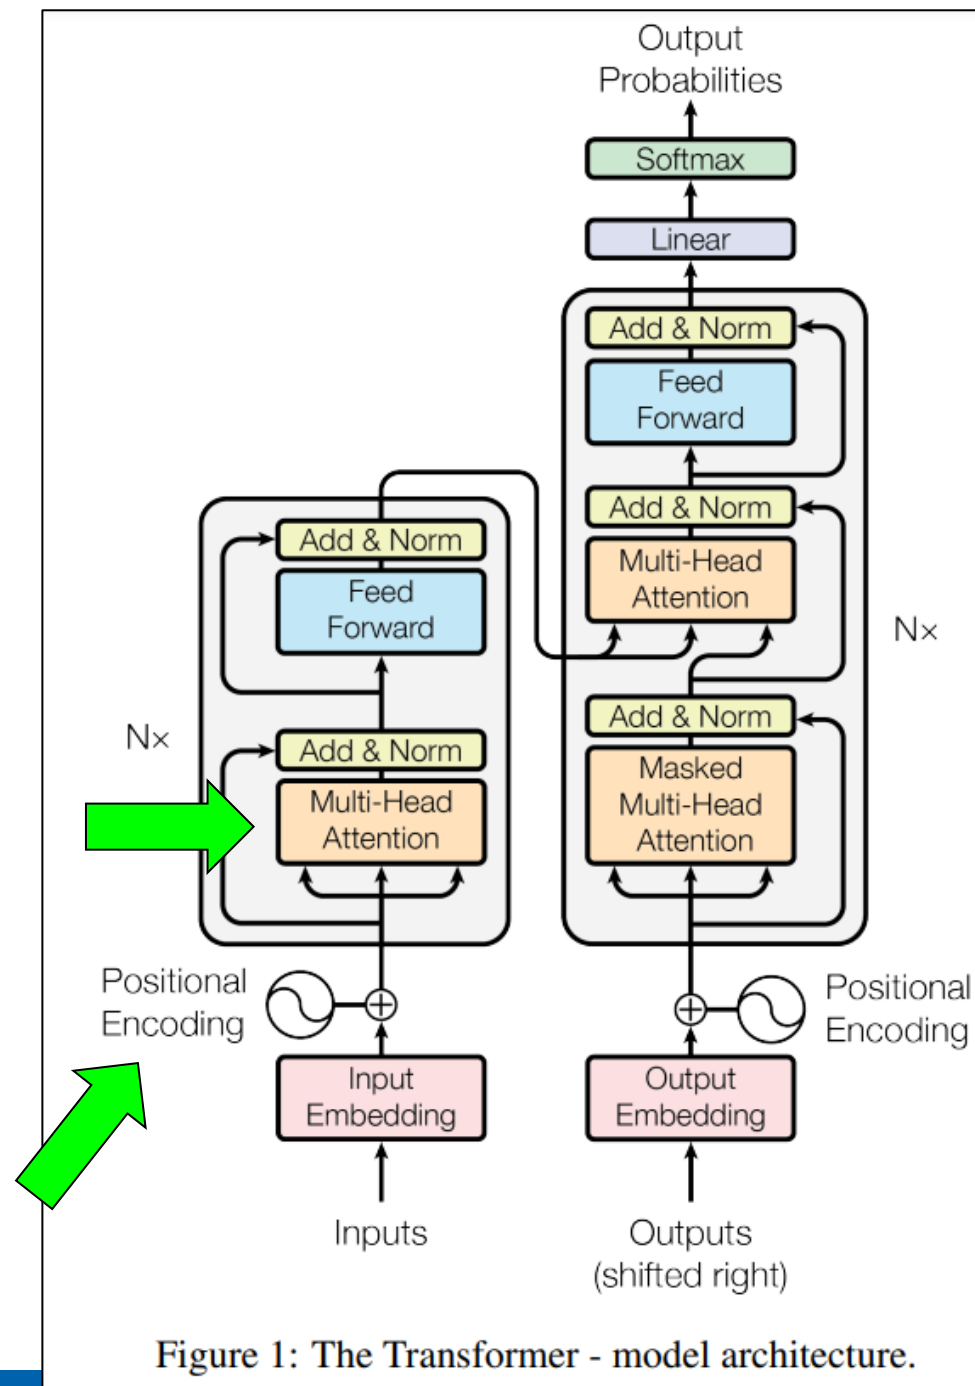 Output
Probabilities
Softmax
Linear
Add & Norm
Feed
Forward
Add & Norm
Multi-Head
Attention
Nx
Add & Norm
Masked
Multi-Head
Attention
Add & Norm
Feed
Forward
Nx
Add & Norm
Multi-Head
Attention
Positional
Encoding
Positional
Encoding
Input
Embedding
Output
Embedding
Inputs
Outputs
(shifted right)
Figure 1: The Transformer - model architecture.